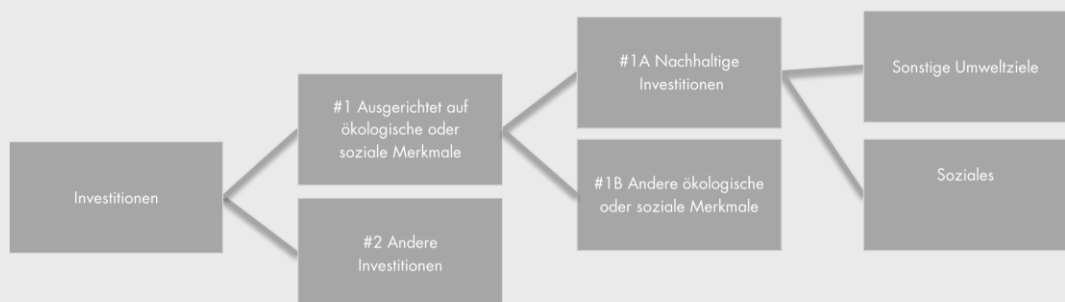 Investitionen
#1 Ausgerichtet auf
ökologische oder
soziale Merkmale
#2 Andere
Investitionen
#1A Nachhaltige
Investitionen
#1B Andere ökologische
oder soziale Merkmale
Sonstige Umweltziele
Soziales